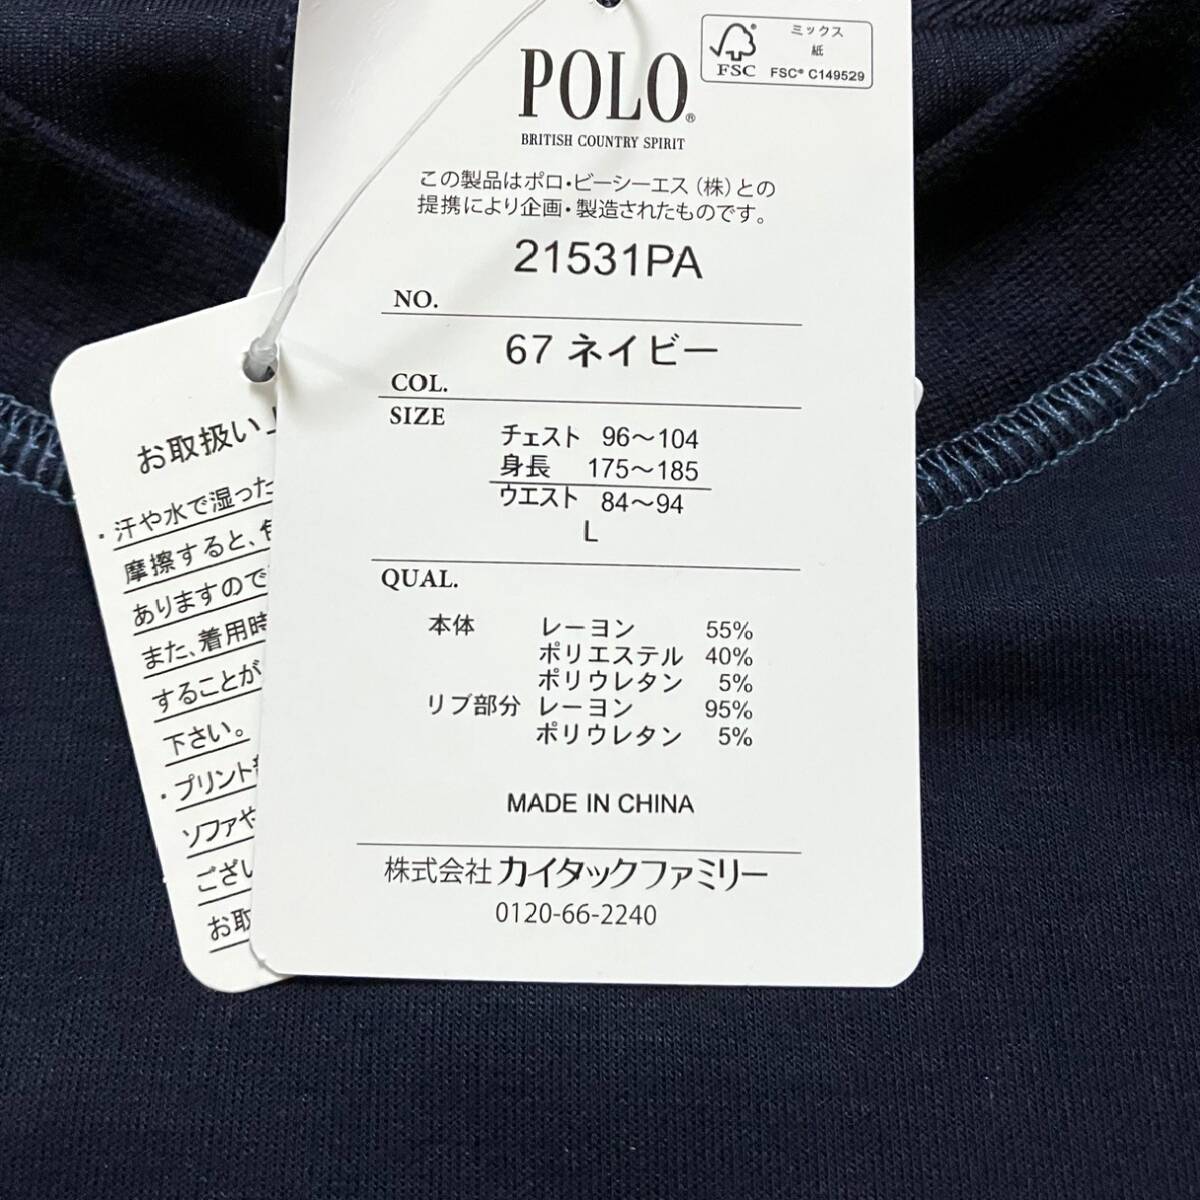 ミックス
紙
FSC
FSC® C149529
POLO®
BRITISH COUNTRY SPIRIT
この製品はポロ・ビーシーエス(株)との
提携により企画・製造されたものです。
21531PA
NO.
67 ネイビー
COL.
SIZE
チェスト 96～104
身長 175～185
ウエスト 84～94
L
QUAL.
本体 レーヨン 55%
ポリエステル 40%
ポリウレタン 5%
リブ部分 レーヨン 95%
ポリウレタン 5%
MADE IN CHINA
株式会社 カイタックファミリー
0120-66-2240
お取扱い
・汗や水で湿った
摩擦すると、
ありますので
また、着用時
することが
下さい。
・プリント
ソファや
ござい
お取